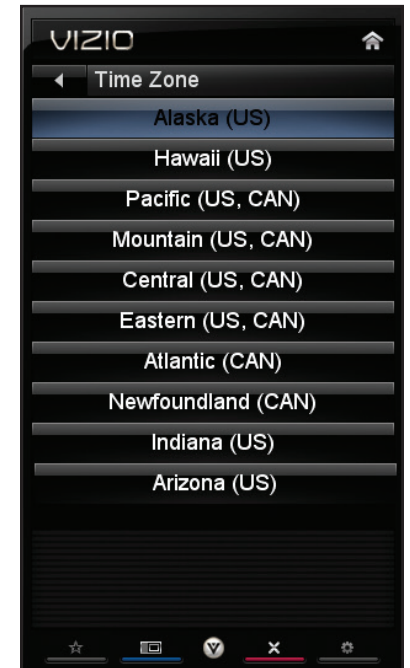 VIZIO
Time Zone
Alaska (US)
Hawaii (US)
Pacific (US, CAN)
Mountain (US, CAN)
Central (US, CAN)
Eastern (US, CAN)
Atlantic (CAN)
Newfoundland (CAN)
Indiana (US)
Arizona (US)